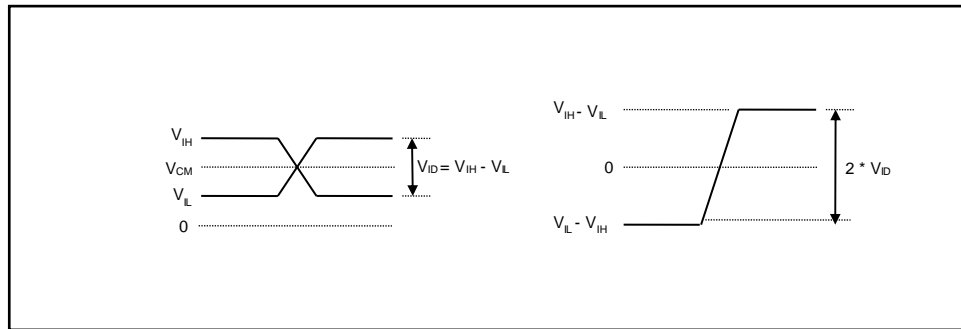 V_IH
V_CM
V_IL
0
V_ID = V_IH - V_IL
V_IH - V_IL
0
V_IL - V_IH
2 * V_ID